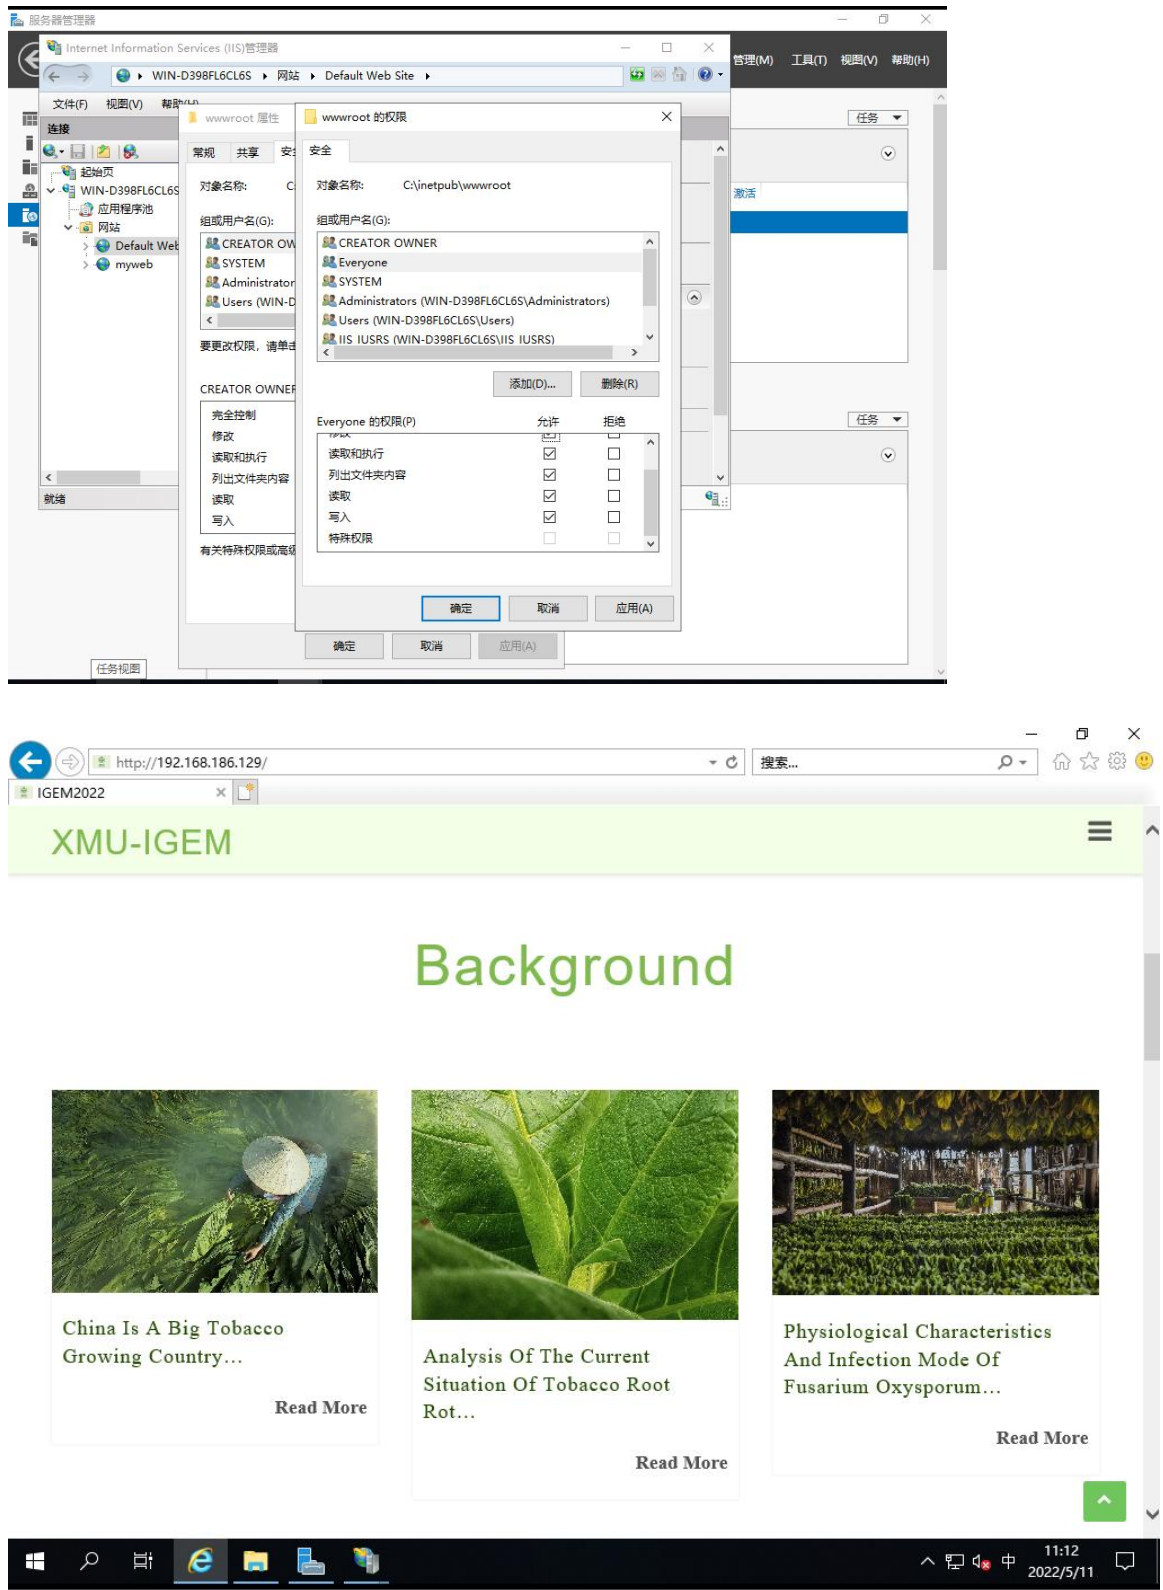 服务器管理器
Internet Information Services (IIS)管理器
WIN-D398FL6CL6S
网站
Default Web Site
管理(M)
工具(T)
视图(V)
帮助(H)
文件(F)
视图(V)
连接
起始页
WIN-D398FL6CL6S
应用程序池
网站
Default Web
myweb
就绪
任务视图
wwwroot 属性
常规
共享
对象名称:
组或用户名(G):
CREATOR OW
SYSTEM
Administrator
Users (WIN-D
要更改权限，请单击
CREATOR OWNER
完全控制
修改
读取和执行
列出文件夹内容
读取
写入
有关特殊权限或高级
确定
取消
应用(A)
wwwroot 的权限
安全
对象名称: C:\inetpub\wwwroot
组或用户名(G):
CREATOR OWNER
Everyone
SYSTEM
Administrators (WIN-D398FL6CL6S\Administrators)
Users (WIN-D398FL6CL6S\Users)
IIS_IUSRS (WIN-D398FL6CL6S\IIS_IUSRS)
添加(D)...
删除(R)
Everyone 的权限(P)
允许
拒绝
读取和执行
列出文件夹内容
读取
写入
特殊权限
确定
取消
应用(A)
任务
激活
任务
http://192.168.186.129/
搜索...
IGEM2022
XMU-IGEM
Background
China Is A Big Tobacco
Growing Country...
Read More
Analysis Of The Current
Situation Of Tobacco Root
Rot...
Read More
Physiological Characteristics
And Infection Mode Of
Fusarium Oxysporum...
Read More
中
11:12
2022/5/11